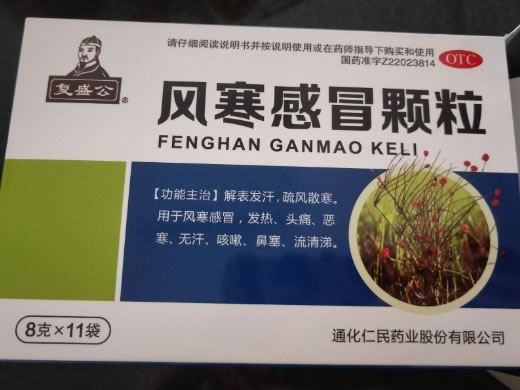 请仔细阅读说明书并按说明使用或在药师指导下购买和使用
国药准字Z22023814
OTC
复盛公®
风寒感冒颗粒
FENGHAN GANMAO KELI
【功能主治】解表发汗,疏风散寒。
用于风寒感冒,发热、头痛、恶
寒、无汗、咳嗽、鼻塞、流清涕。
8克×11袋
通化仁民药业股份有限公司